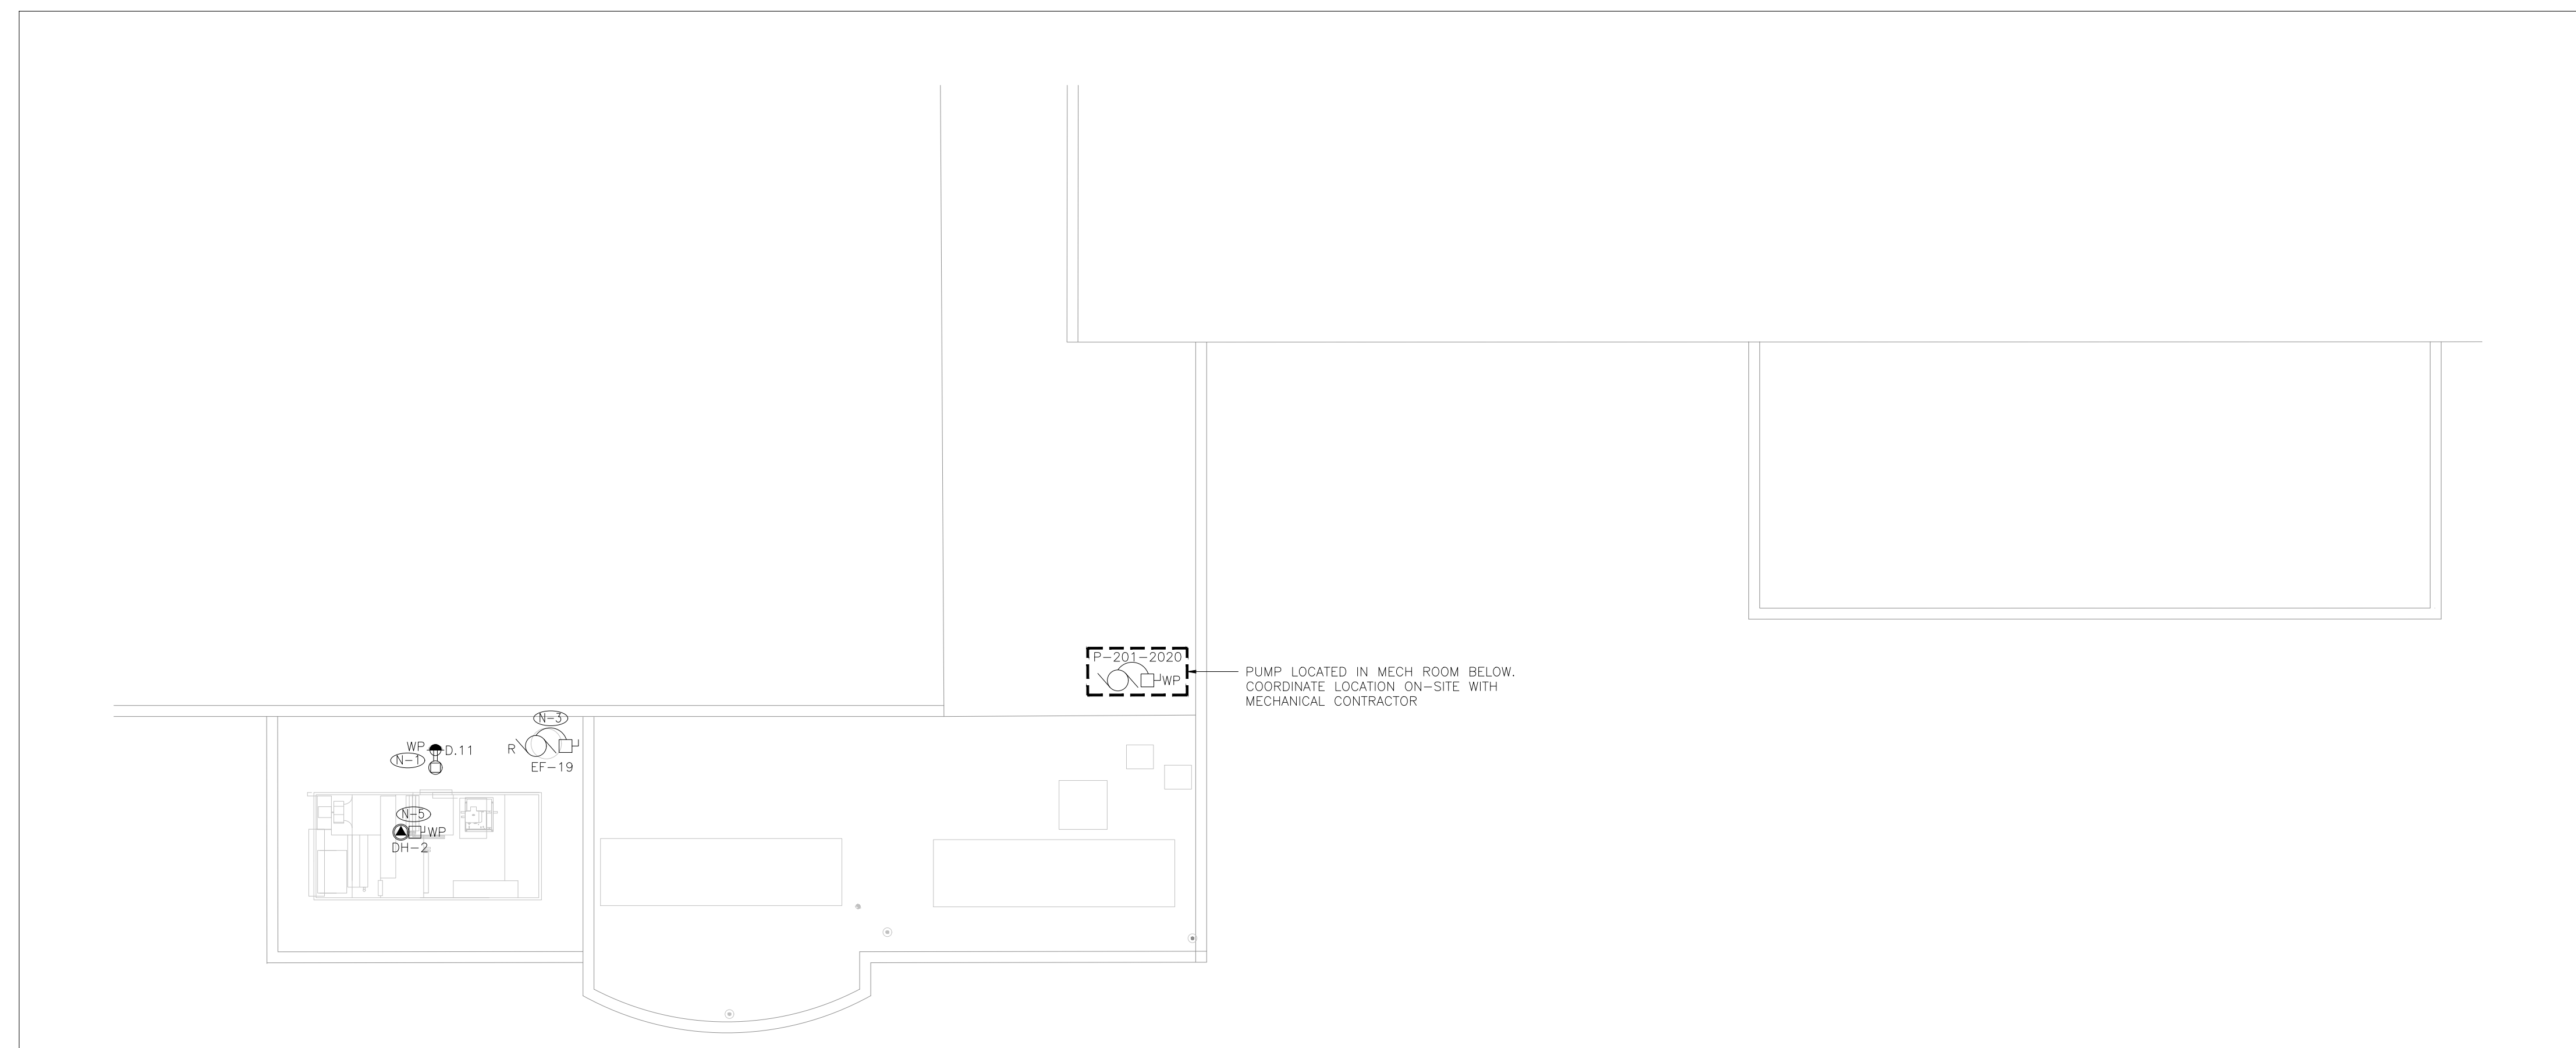 P-201-2020
WP
PUMP LOCATED IN MECH ROOM BELOW.
COORDINATE LOCATION ON-SITE WITH
MECHANICAL CONTRACTOR
N-3
R
EF-19
WP
D.11
N-1
N-5
WP
DH-2